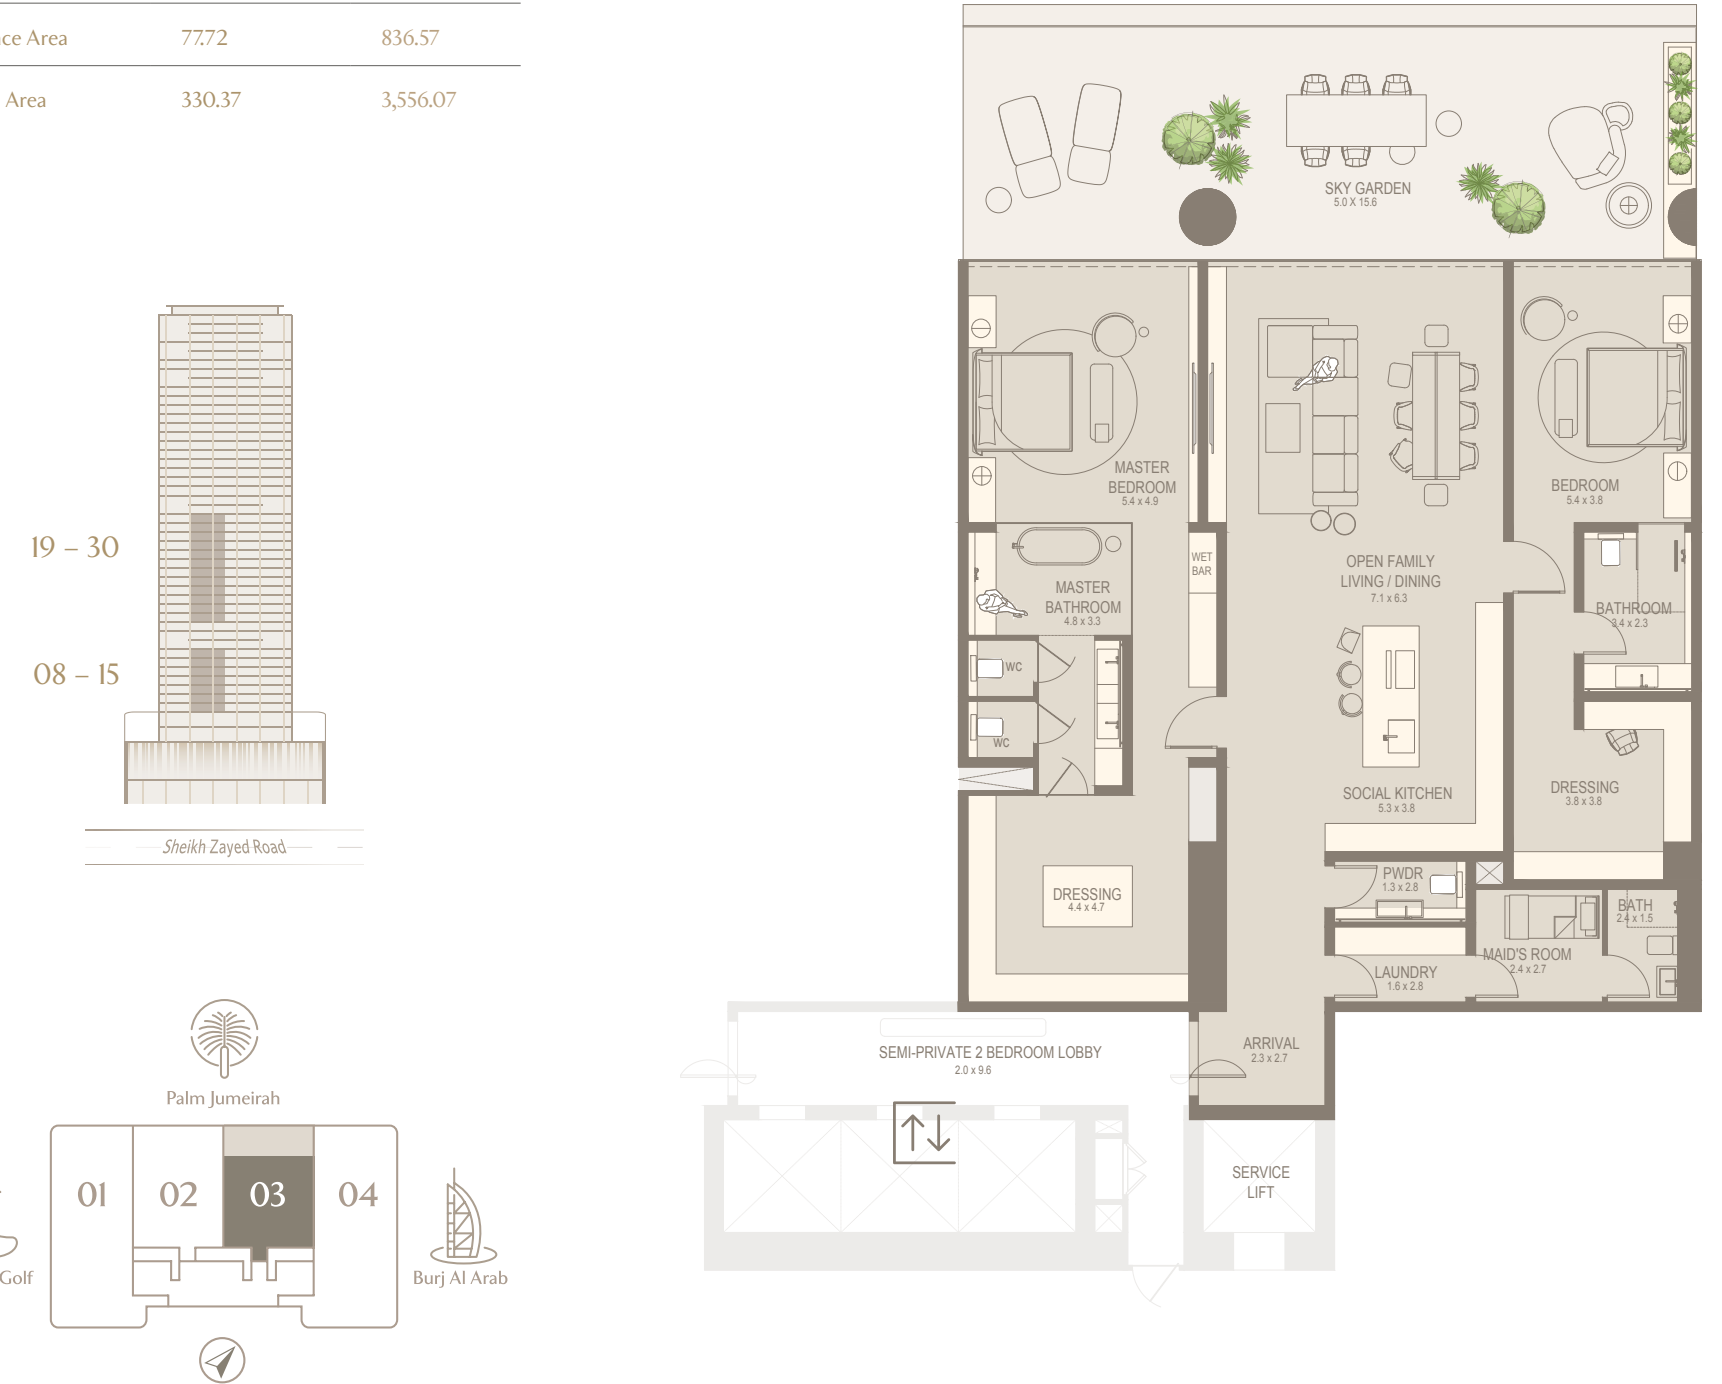 ce Area 77.72 836.57
Area 330.37 3,556.07
19 – 30
08 – 15
Sheikh Zayed Road
Palm Jumeirah
01 02 03 04
Golf
Burj Al Arab
SKY GARDEN
5.0 X 15.6
MASTER
BEDROOM
5.4 x 4.9
BEDROOM
5.4 x 3.8
WET
BAR
OPEN FAMILY
LIVING / DINING
7.1 x 6.3
MASTER
BATHROOM
4.8 x 3.3
BATHROOM
3.4 x 2.3
WC
WC
SOCIAL KITCHEN
5.3 x 3.8
DRESSING
3.8 x 3.8
DRESSING
4.4 x 4.7
PWDR
1.3 x 2.8
BATH
2.4 x 1.5
MAID'S ROOM
2.4 x 2.7
LAUNDRY
1.6 x 2.8
ARRIVAL
2.3 x 2.7
SEMI-PRIVATE 2 BEDROOM LOBBY
2.0 x 9.6
SERVICE
LIFT